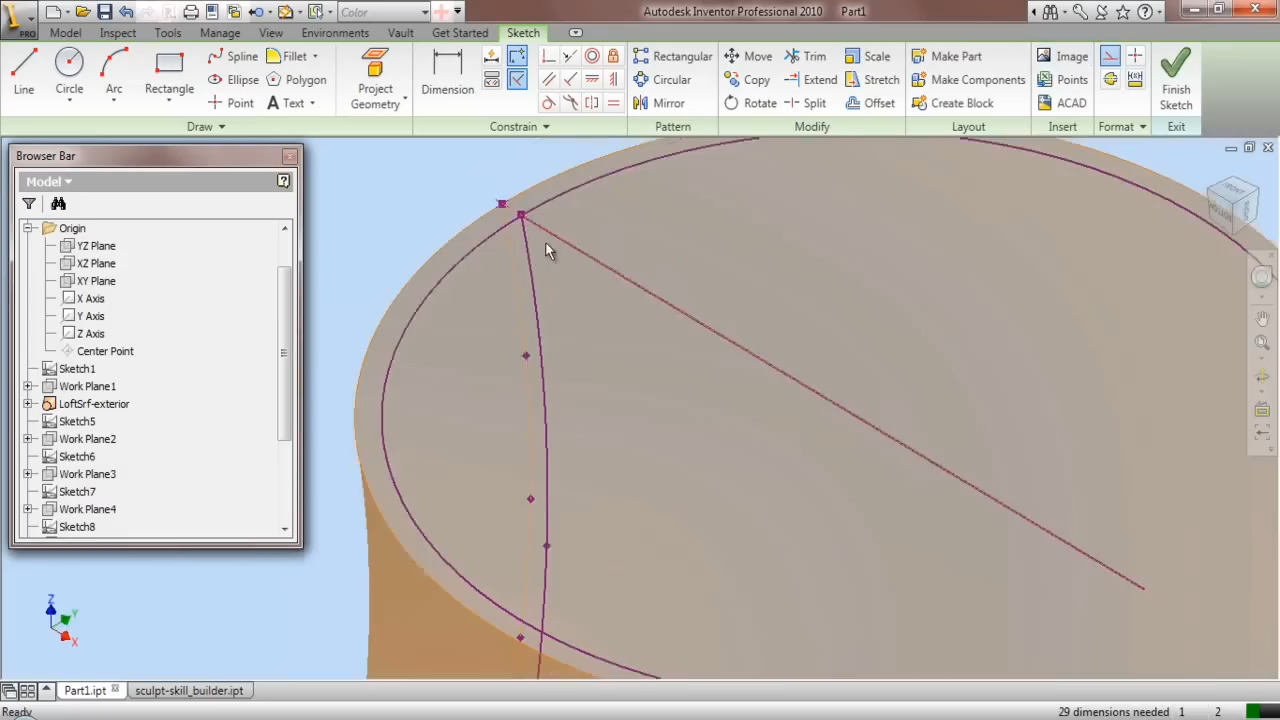 PRO
Color
Autodesk Inventor Professional 2010 Part1
Model Inspect Tools Manage View Environments Vault Get Started Sketch
Line
Circle
Arc
Rectangle
Spline
Ellipse
Point
Fillet
Polygon
Text
Project
Geometry
Dimension
Rectangular
Circular
Mirror
Move
Copy
Rotate
Trim
Extend
Split
Scale
Stretch
Offset
Make Part
Make Components
Create Block
Image
Points
ACAD
Finish
Sketch
Draw
Constrain
Pattern
Modify
Layout
Insert
Format
Exit
Browser Bar
Model
Origin
YZ Plane
XZ Plane
XY Plane
X Axis
Y Axis
Z Axis
Center Point
Sketch1
Work Plane1
LoftSrf-exterior
Sketch5
Work Plane2
Sketch6
Work Plane3
Sketch7
Work Plane4
Sketch8
FRONT
Z
Y
X
Part1.ipt
sculpt-skill_builder.ipt
Ready
29 dimensions needed 1 2